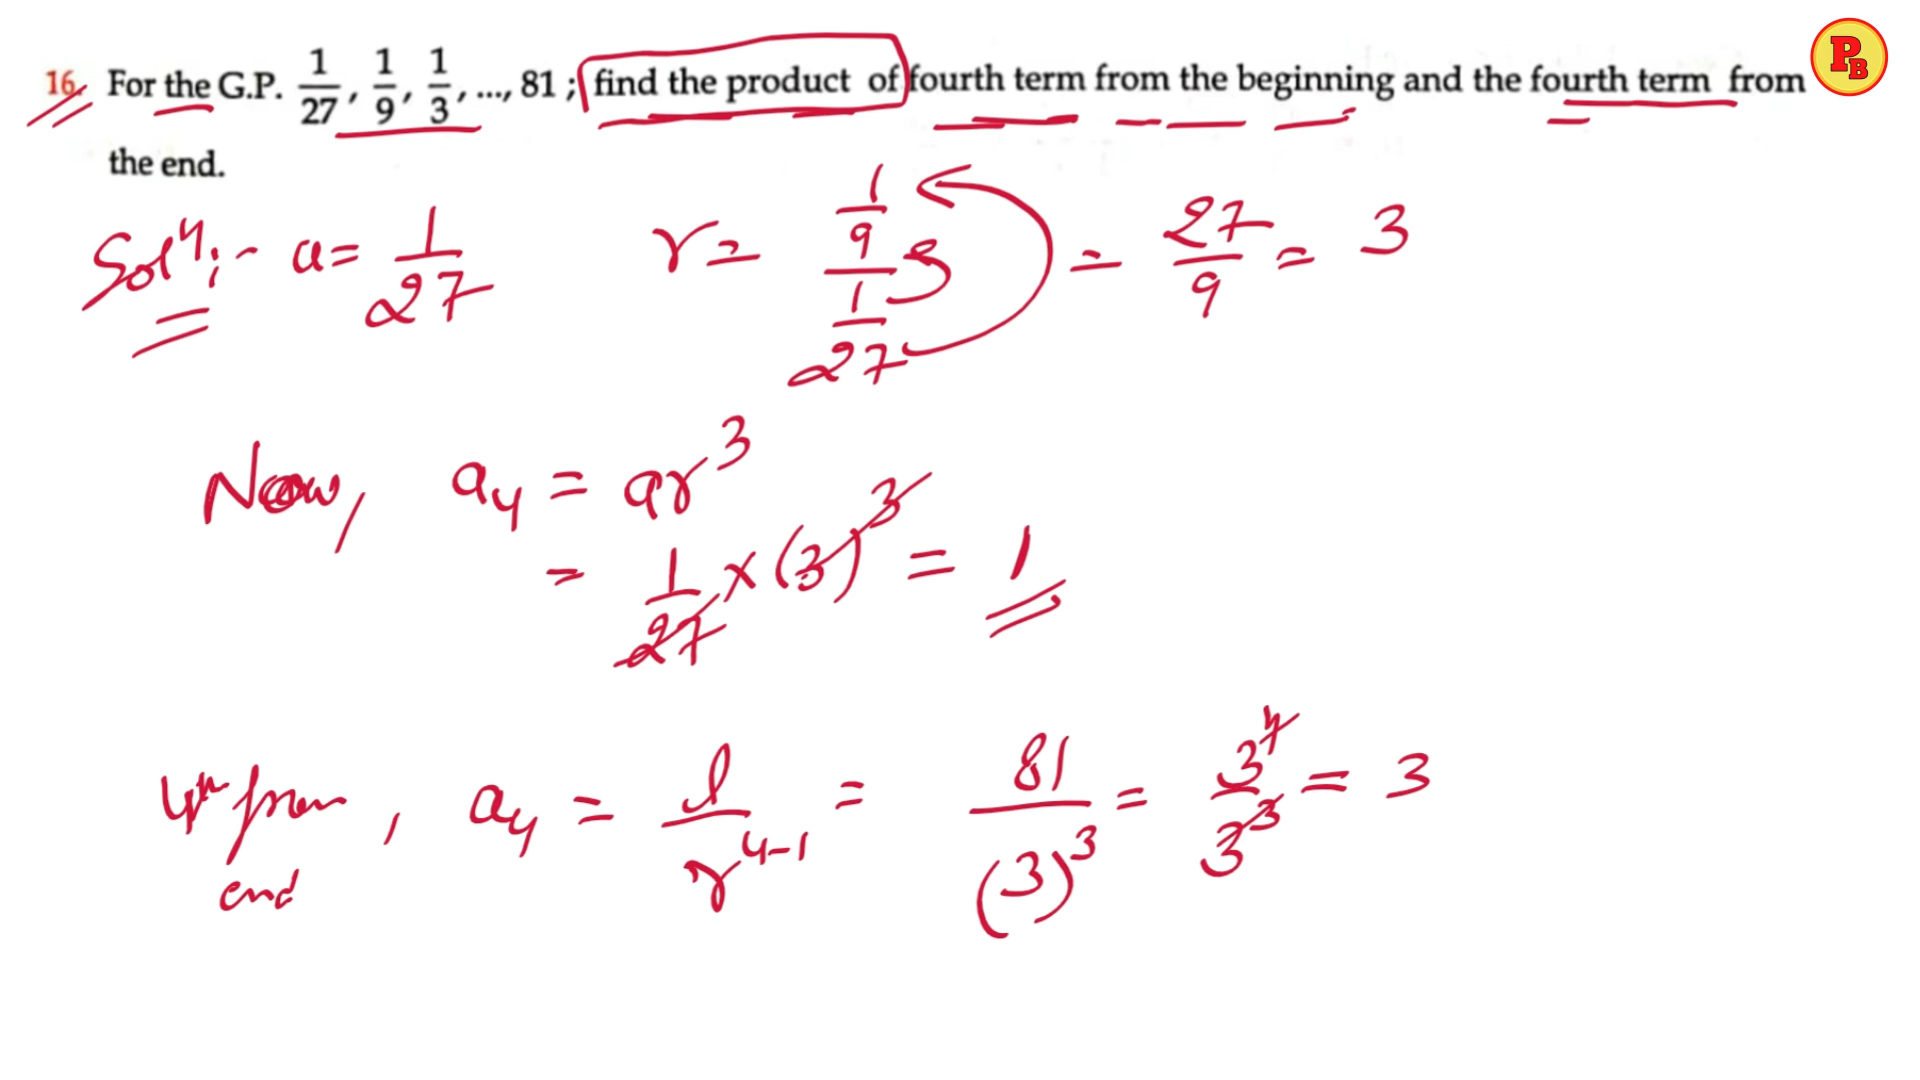 16. For the G.P. 1/27, 1/9, 1/3, ..., 81 ; find the product of fourth term from the beginning and the fourth term from
the end.
PB
Solⁿ:- a = 1/27 r = (1/9)/(1/27) = 27/9 = 3
Now, a₄ = ar³
= 1/27 × (3)³ = 1
4th from end, a₄ = l/r⁴⁻¹ = 81/(3)³ = 3⁴/3³ = 3